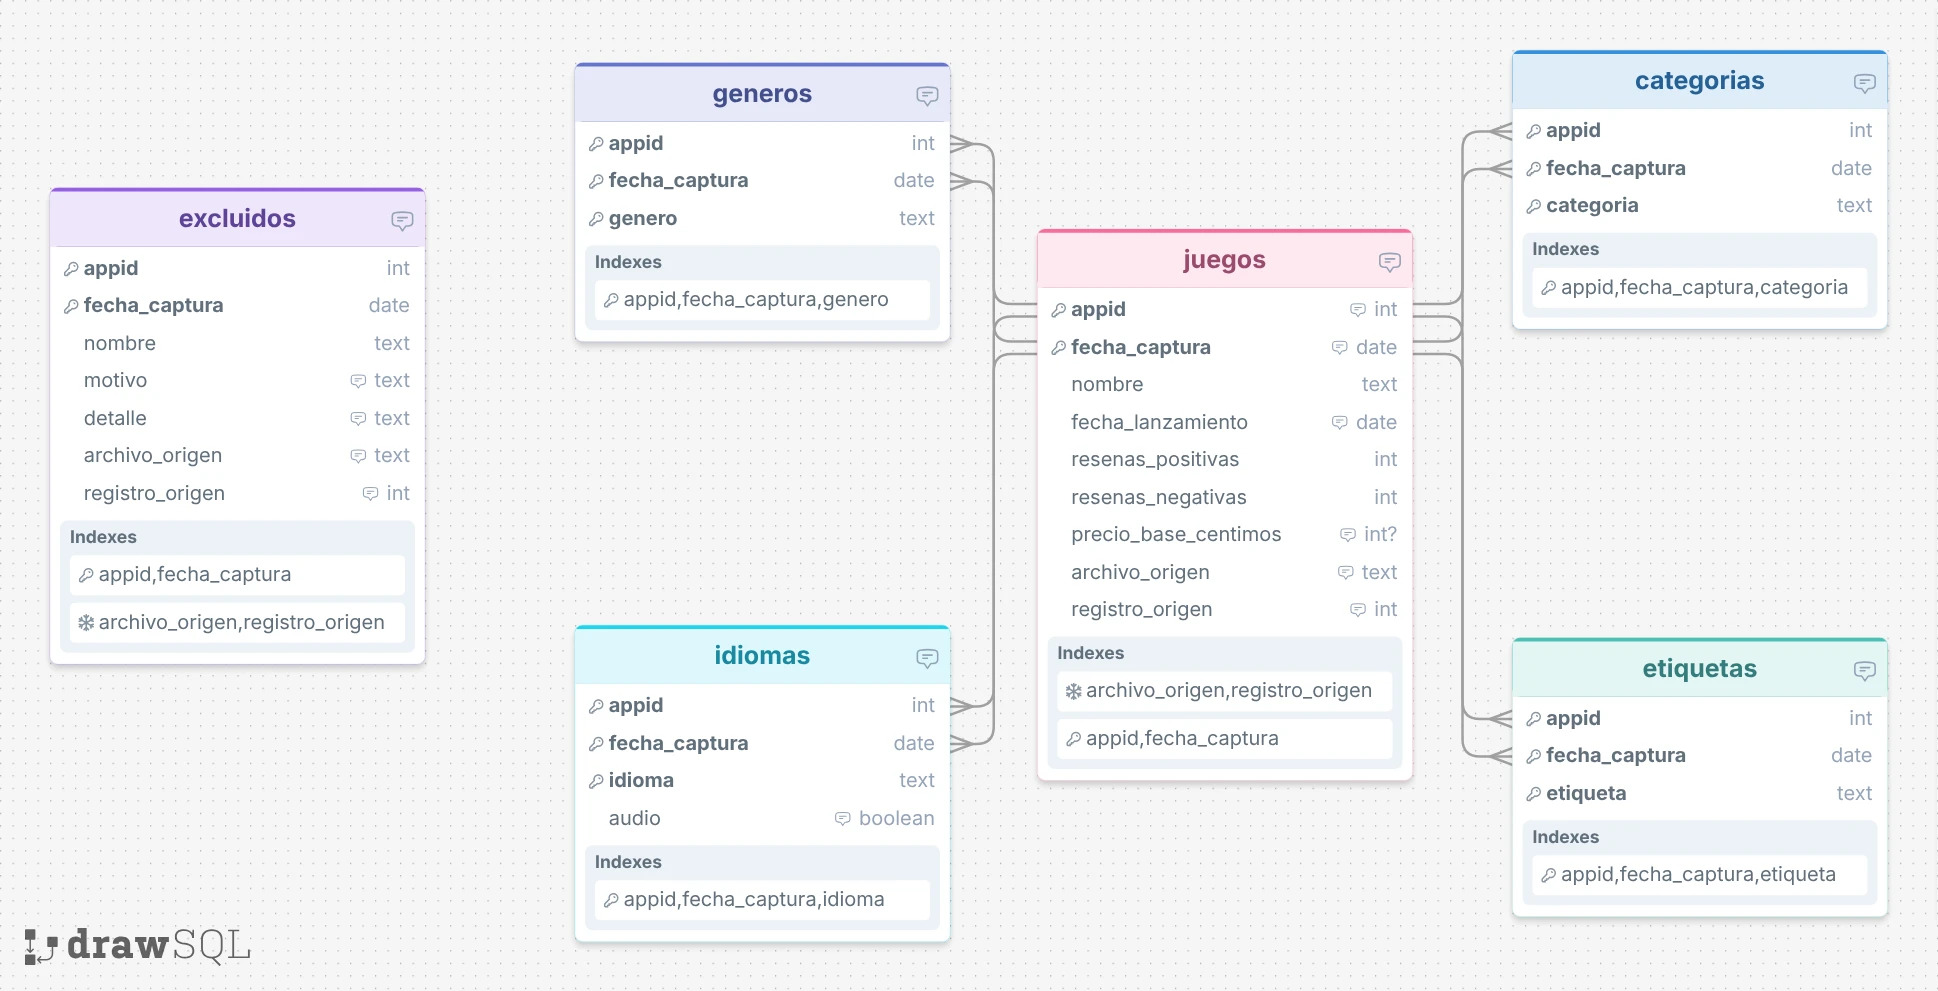 excluidos
appid int
fecha_captura date
nombre text
motivo text
detalle text
archivo_origen text
registro_origen int
Indexes
appid,fecha_captura
archivo_origen,registro_origen
generos
appid int
fecha_captura date
genero text
Indexes
appid,fecha_captura,genero
idiomas
appid int
fecha_captura date
idioma text
audio boolean
Indexes
appid,fecha_captura,idioma
juegos
appid int
fecha_captura date
nombre text
fecha_lanzamiento date
resenas_positivas int
resenas_negativas int
precio_base_centimos int?
archivo_origen text
registro_origen int
Indexes
archivo_origen,registro_origen
appid,fecha_captura
categorias
appid int
fecha_captura date
categoria text
Indexes
appid,fecha_captura,categoria
etiquetas
appid int
fecha_captura date
etiqueta text
Indexes
appid,fecha_captura,etiqueta
drawSQL